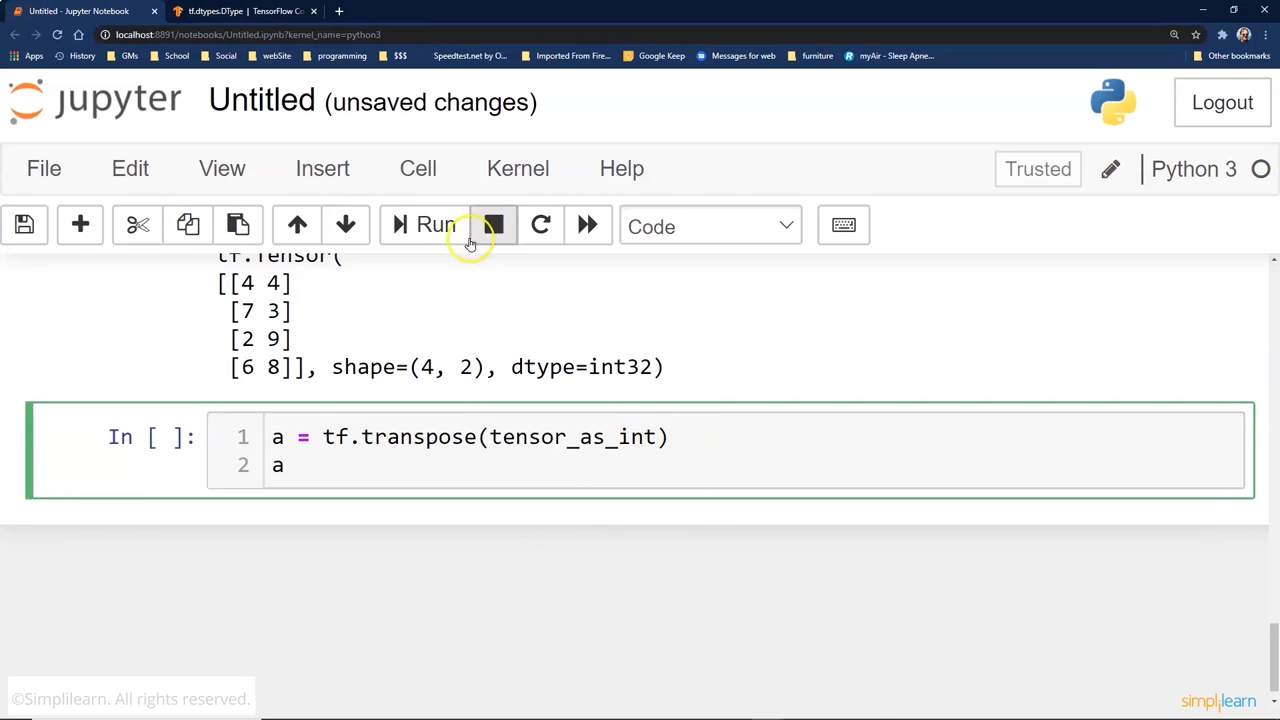 Untitled - Jupyter Notebook
tf.dtypes.DType | TensorFlow Co
localhost:8891/notebooks/Untitled.ipynb?kernel_name=python3
Apps History GMs School Social webSite programming $$$ Speedtest.net by O... Imported From Fire... Google Keep Messages for web furniture myAir - Sleep Apne... Other bookmarks
jupyter Untitled (unsaved changes) Logout
File Edit View Insert Cell Kernel Help Trusted Python 3
Run Code
tf.Tensor(
[[4 4]
[7 3]
[2 9]
[6 8]], shape=(4, 2), dtype=int32)
In [ ]: 1 a = tf.transpose(tensor_as_int)
2 a
©Simplilearn. All rights reserved.
simplilearn